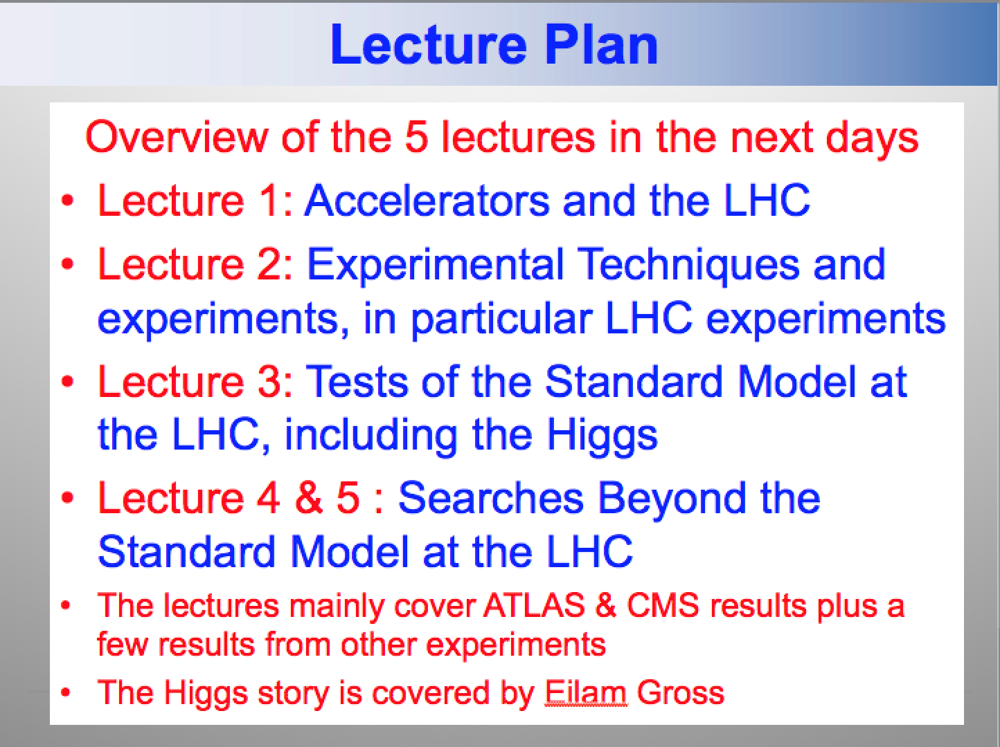 Lecture Plan
Overview of the 5 lectures in the next days
• Lecture 1: Accelerators and the LHC
• Lecture 2: Experimental Techniques and
experiments, in particular LHC experiments
• Lecture 3: Tests of the Standard Model at
the LHC, including the Higgs
• Lecture 4 & 5 : Searches Beyond the
Standard Model at the LHC
• The lectures mainly cover ATLAS & CMS results plus a
few results from other experiments
• The Higgs story is covered by Eilam Gross